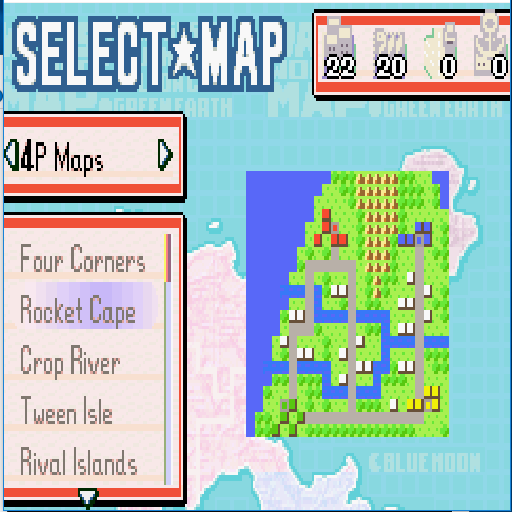 SELECT★MAP
22 20 0 0
4P Maps
Four Corners
Rocket Cape
Crop River
Tween Isle
Rival Islands
GREEN EARTH
MAP
GREEN EARTH
BLUE MOON